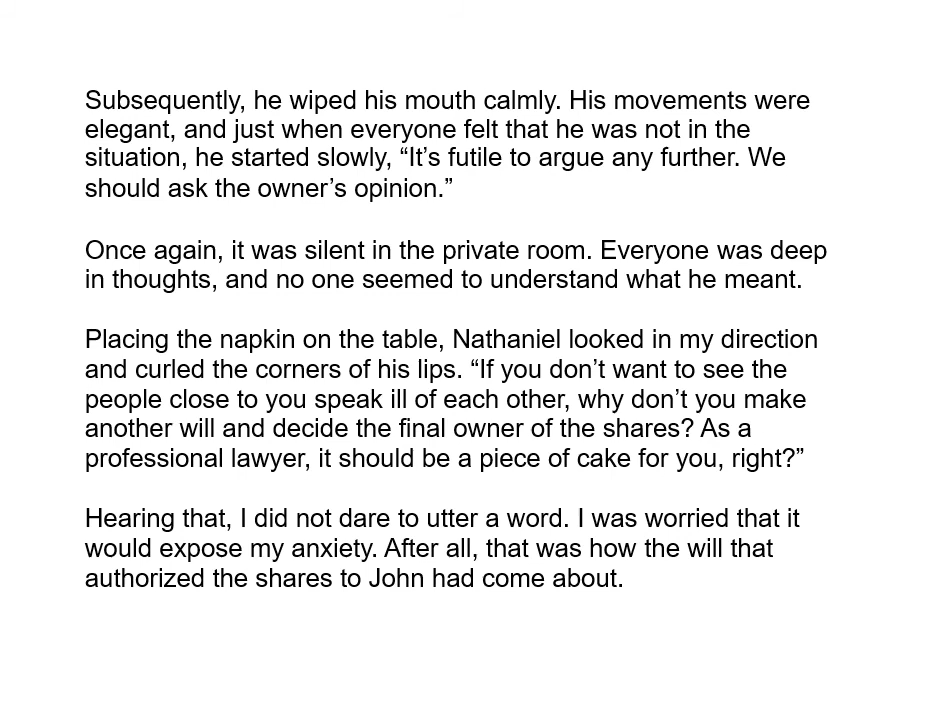 Subsequently, he wiped his mouth calmly. His movements were
elegant, and just when everyone felt that he was not in the
situation, he started slowly, “It’s futile to argue any further. We
should ask the owner’s opinion.”
Once again, it was silent in the private room. Everyone was deep
in thoughts, and no one seemed to understand what he meant.
Placing the napkin on the table, Nathaniel looked in my direction
and curled the corners of his lips. “If you don’t want to see the
people close to you speak ill of each other, why don’t you make
another will and decide the final owner of the shares? As a
professional lawyer, it should be a piece of cake for you, right?”
Hearing that, I did not dare to utter a word. I was worried that it
would expose my anxiety. After all, that was how the will that
authorized the shares to John had come about.